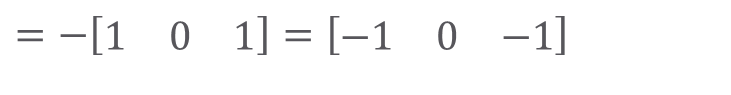 = −[1 0 1] = [−1 0 −1]